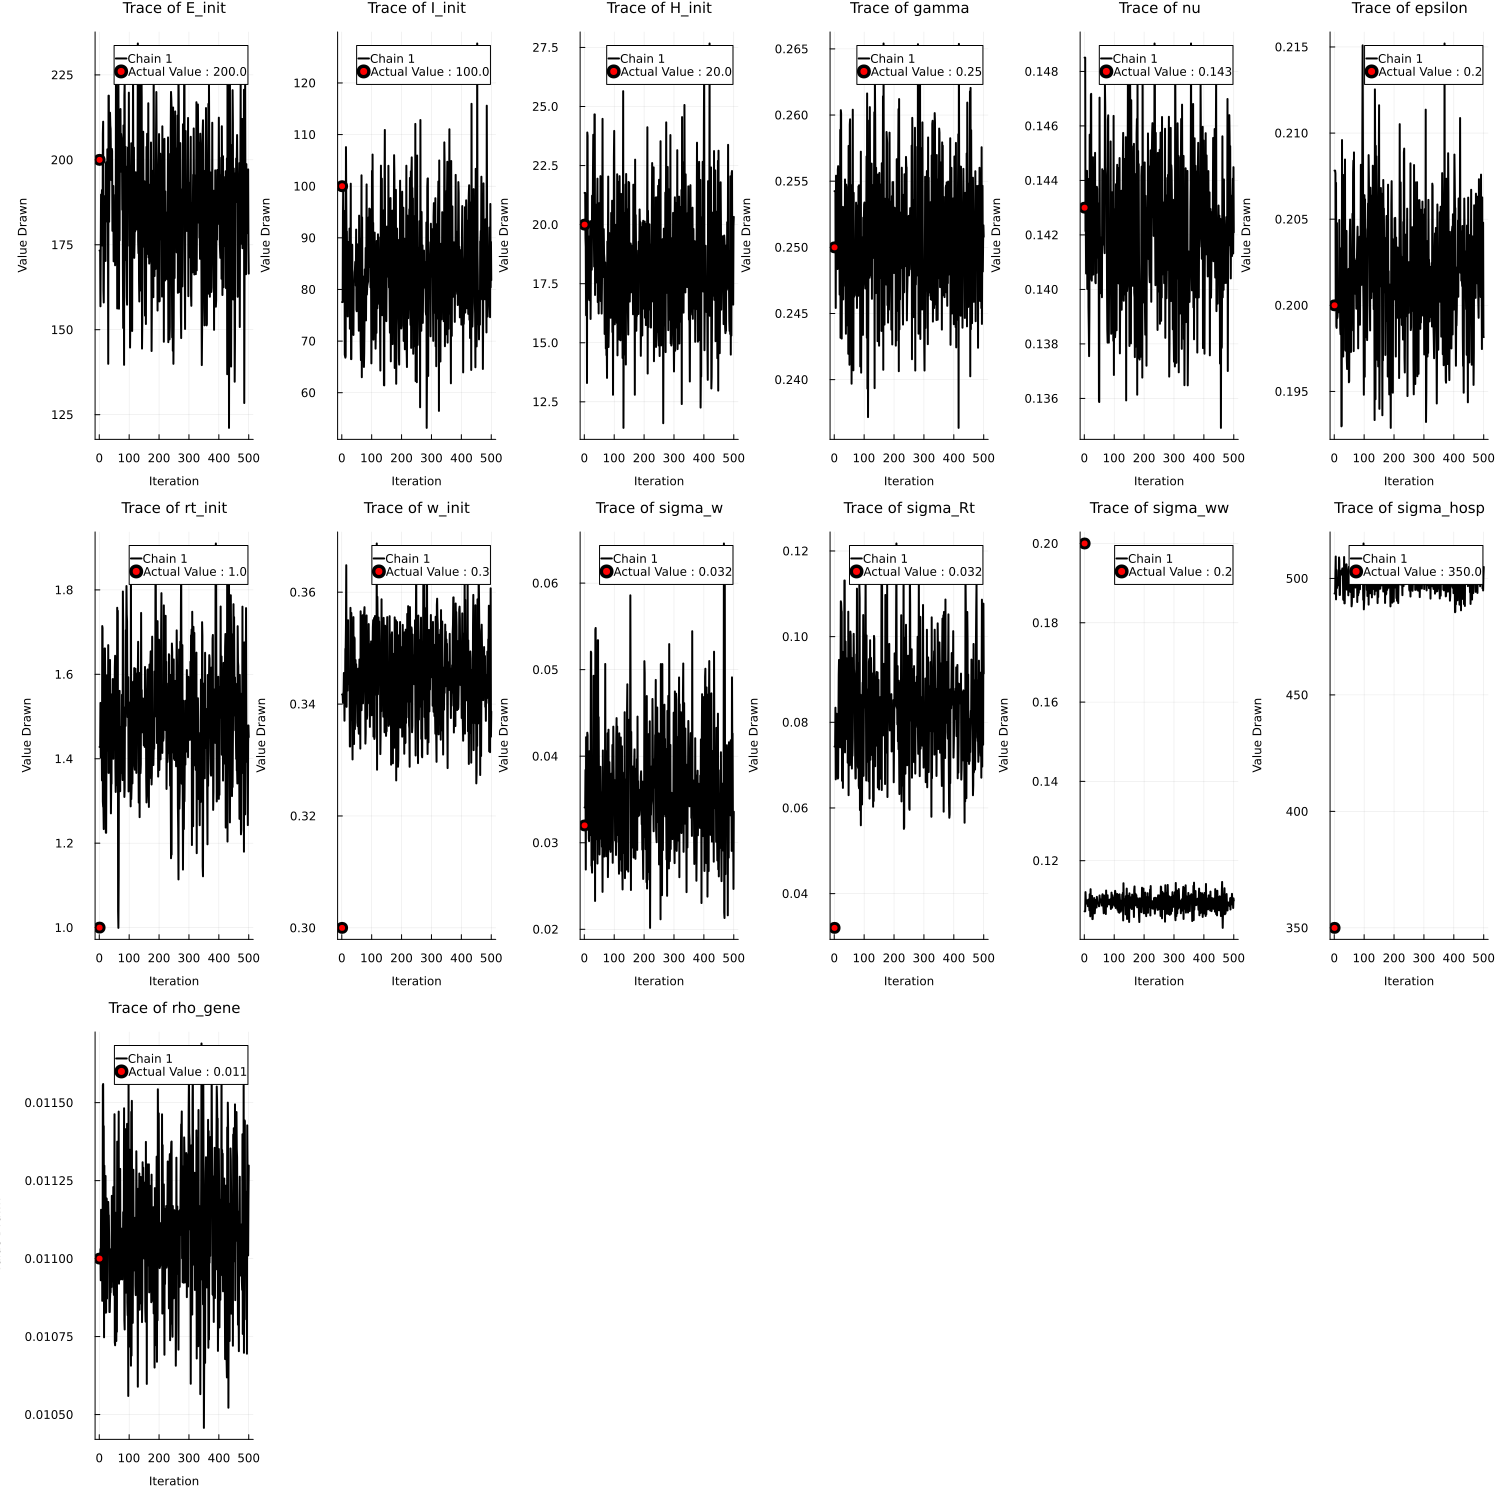 Trace of E_init
Trace of I_init
Trace of H_init
Trace of gamma
Trace of nu
Trace of epsilon
Chain 1
Actual Value : 200.0
Chain 1
Actual Value : 100.0
Chain 1
Actual Value : 20.0
Chain 1
Actual Value : 0.25
Chain 1
Actual Value : 0.143
Chain 1
Actual Value : 0.2
225
200
175
150
125
Value Drawn
0 100 200 300 400 500
Iteration
120
110
100
90
80
70
60
Value Drawn
0 100 200 300 400 500
Iteration
27.5
25.0
22.5
20.0
17.5
15.0
12.5
Value Drawn
0 100 200 300 400 500
Iteration
0.265
0.260
0.255
0.250
0.245
0.240
Value Drawn
0 100 200 300 400 500
Iteration
0.148
0.146
0.144
0.142
0.140
0.138
0.136
Value Drawn
0 100 200 300 400 500
Iteration
0.215
0.210
0.205
0.200
0.195
Value Drawn
0 100 200 300 400 500
Iteration
Trace of rt_init
Trace of w_init
Trace of sigma_w
Trace of sigma_Rt
Trace of sigma_ww
Trace of sigma_hosp
Chain 1
Actual Value : 1.0
Chain 1
Actual Value : 0.3
Chain 1
Actual Value : 0.032
Chain 1
Actual Value : 0.032
Chain 1
Actual Value : 0.2
Chain 1
Actual Value : 350.0
1.8
1.6
1.4
1.2
1.0
Value Drawn
0 100 200 300 400 500
Iteration
0.36
0.34
0.32
0.30
Value Drawn
0 100 200 300 400 500
Iteration
0.06
0.05
0.04
0.03
0.02
Value Drawn
0 100 200 300 400 500
Iteration
0.12
0.10
0.08
0.06
0.04
Value Drawn
0 100 200 300 400 500
Iteration
0.20
0.18
0.16
0.14
0.12
Value Drawn
0 100 200 300 400 500
Iteration
500
450
400
350
Value Drawn
0 100 200 300 400 500
Iteration
Trace of rho_gene
Chain 1
Actual Value : 0.011
0.01150
0.01125
0.01100
0.01075
0.01050
0 100 200 300 400 500
Iteration